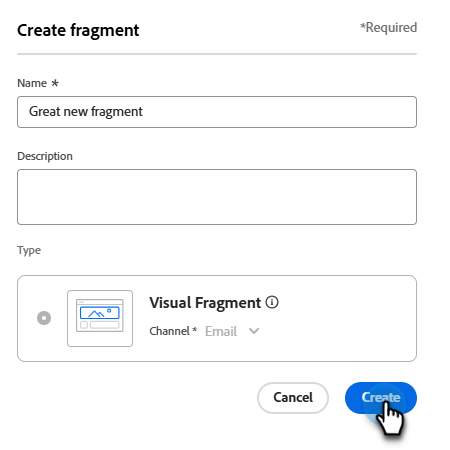 Create fragment
*Required
Name *
Great new fragment
Description
Type
Visual Fragment
Channel * Email
Cancel
Create